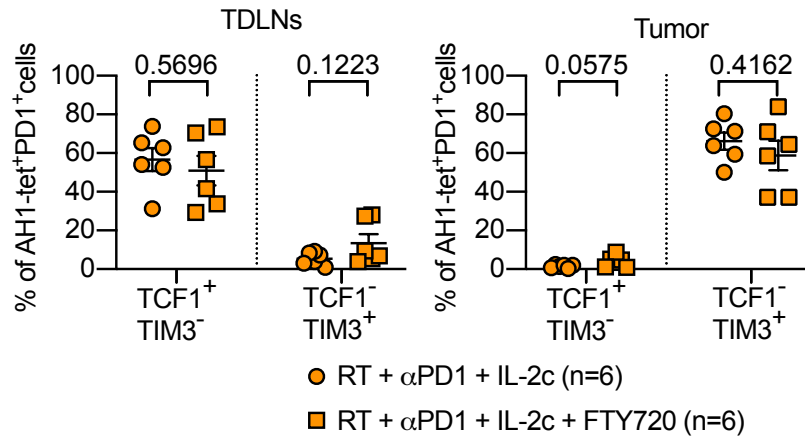 TDLNs
% of AH1-tet⁺PD1⁺cells
0.5696 0.1223
100
80
60
40
20
0
TCF1⁺ TCF1⁻
TIM3⁻ TIM3⁺
Tumor
% of AH1-tet⁺PD1⁺cells
0.0575 0.4162
100
80
60
40
20
0
TCF1⁺ TCF1⁻
TIM3⁻ TIM3⁺
RT + αPD1 + IL-2c (n=6)
RT + αPD1 + IL-2c + FTY720 (n=6)